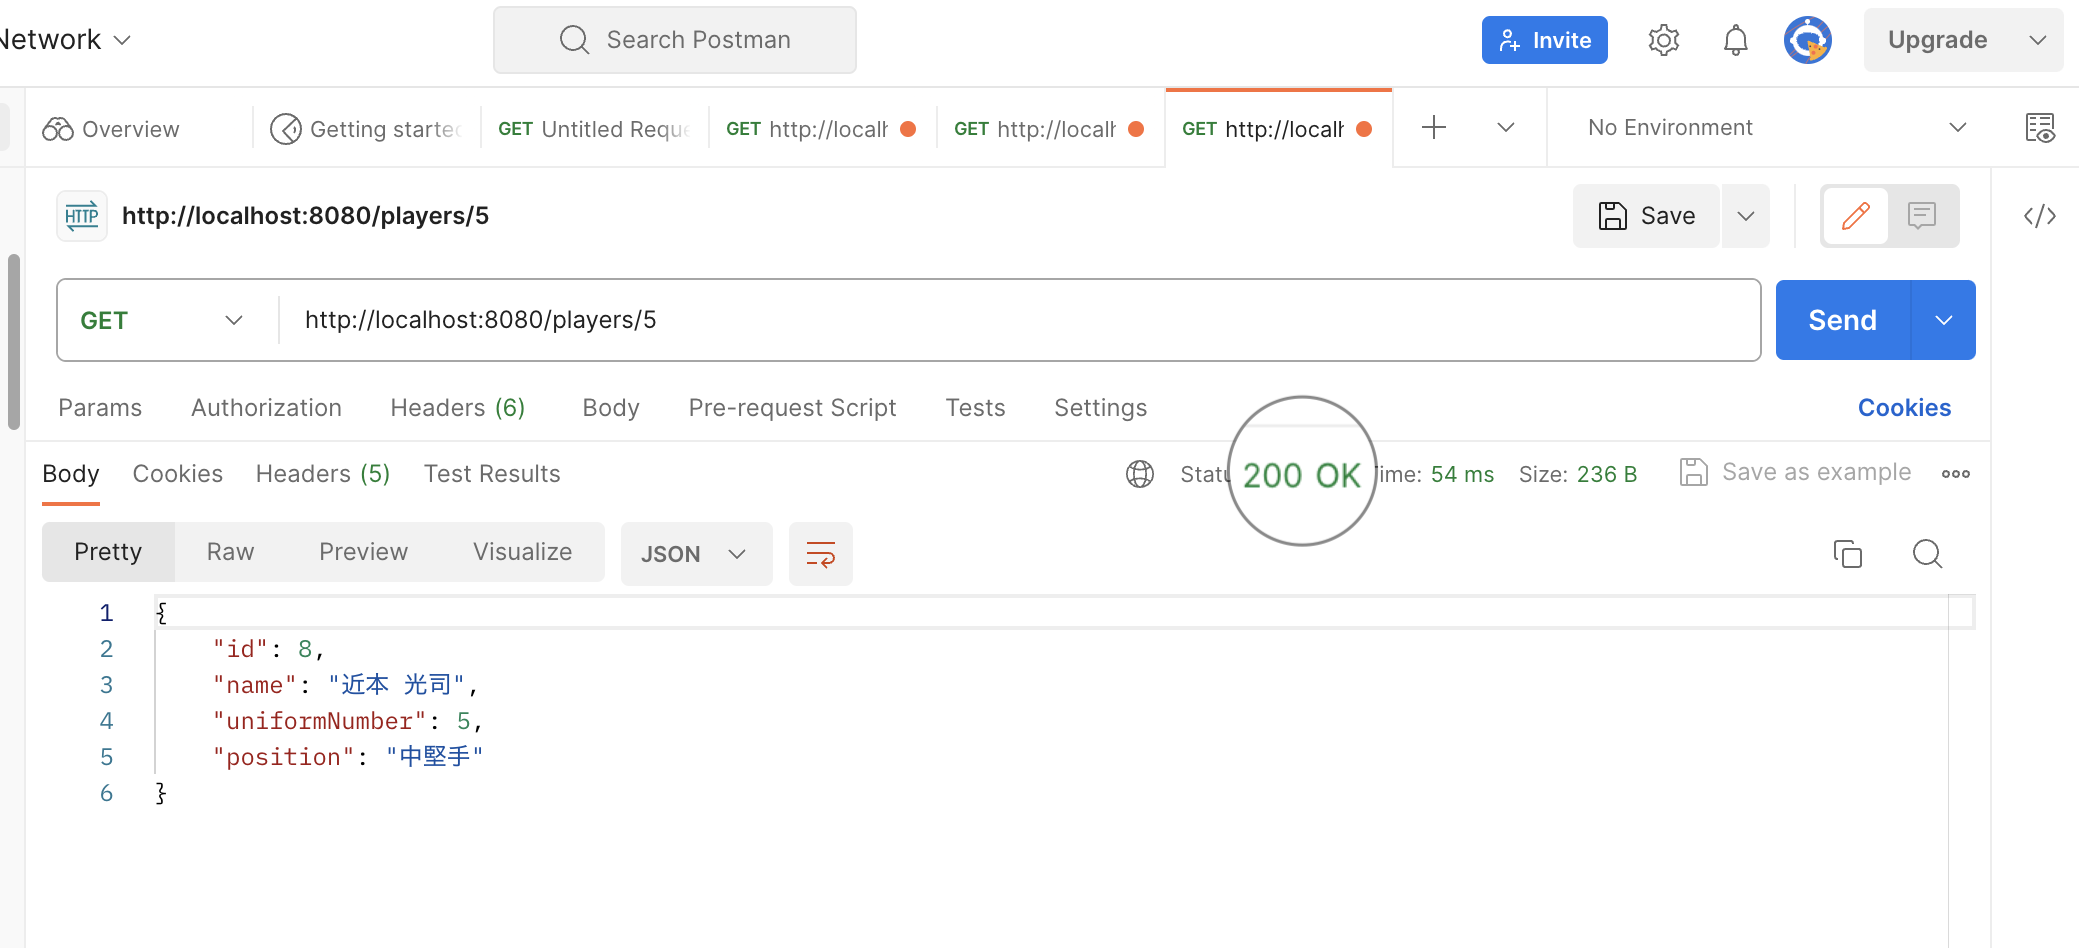 Network
Search Postman
Invite
Upgrade
Overview
Getting started
GET Untitled Reque
GET http://localh
GET http://localh
GET http://localh
No Environment
HTTP http://localhost:8080/players/5
Save
GET http://localhost:8080/players/5
Send
Params Authorization Headers (6) Body Pre-request Script Tests Settings Cookies
Body Cookies Headers (5) Test Results
Statu 200 OK ime: 54 ms Size: 236 B Save as example
Pretty Raw Preview Visualize JSON
1 {
2 "id": 8,
3 "name": "近本 光司",
4 "uniformNumber": 5,
5 "position": "中堅手"
6 }